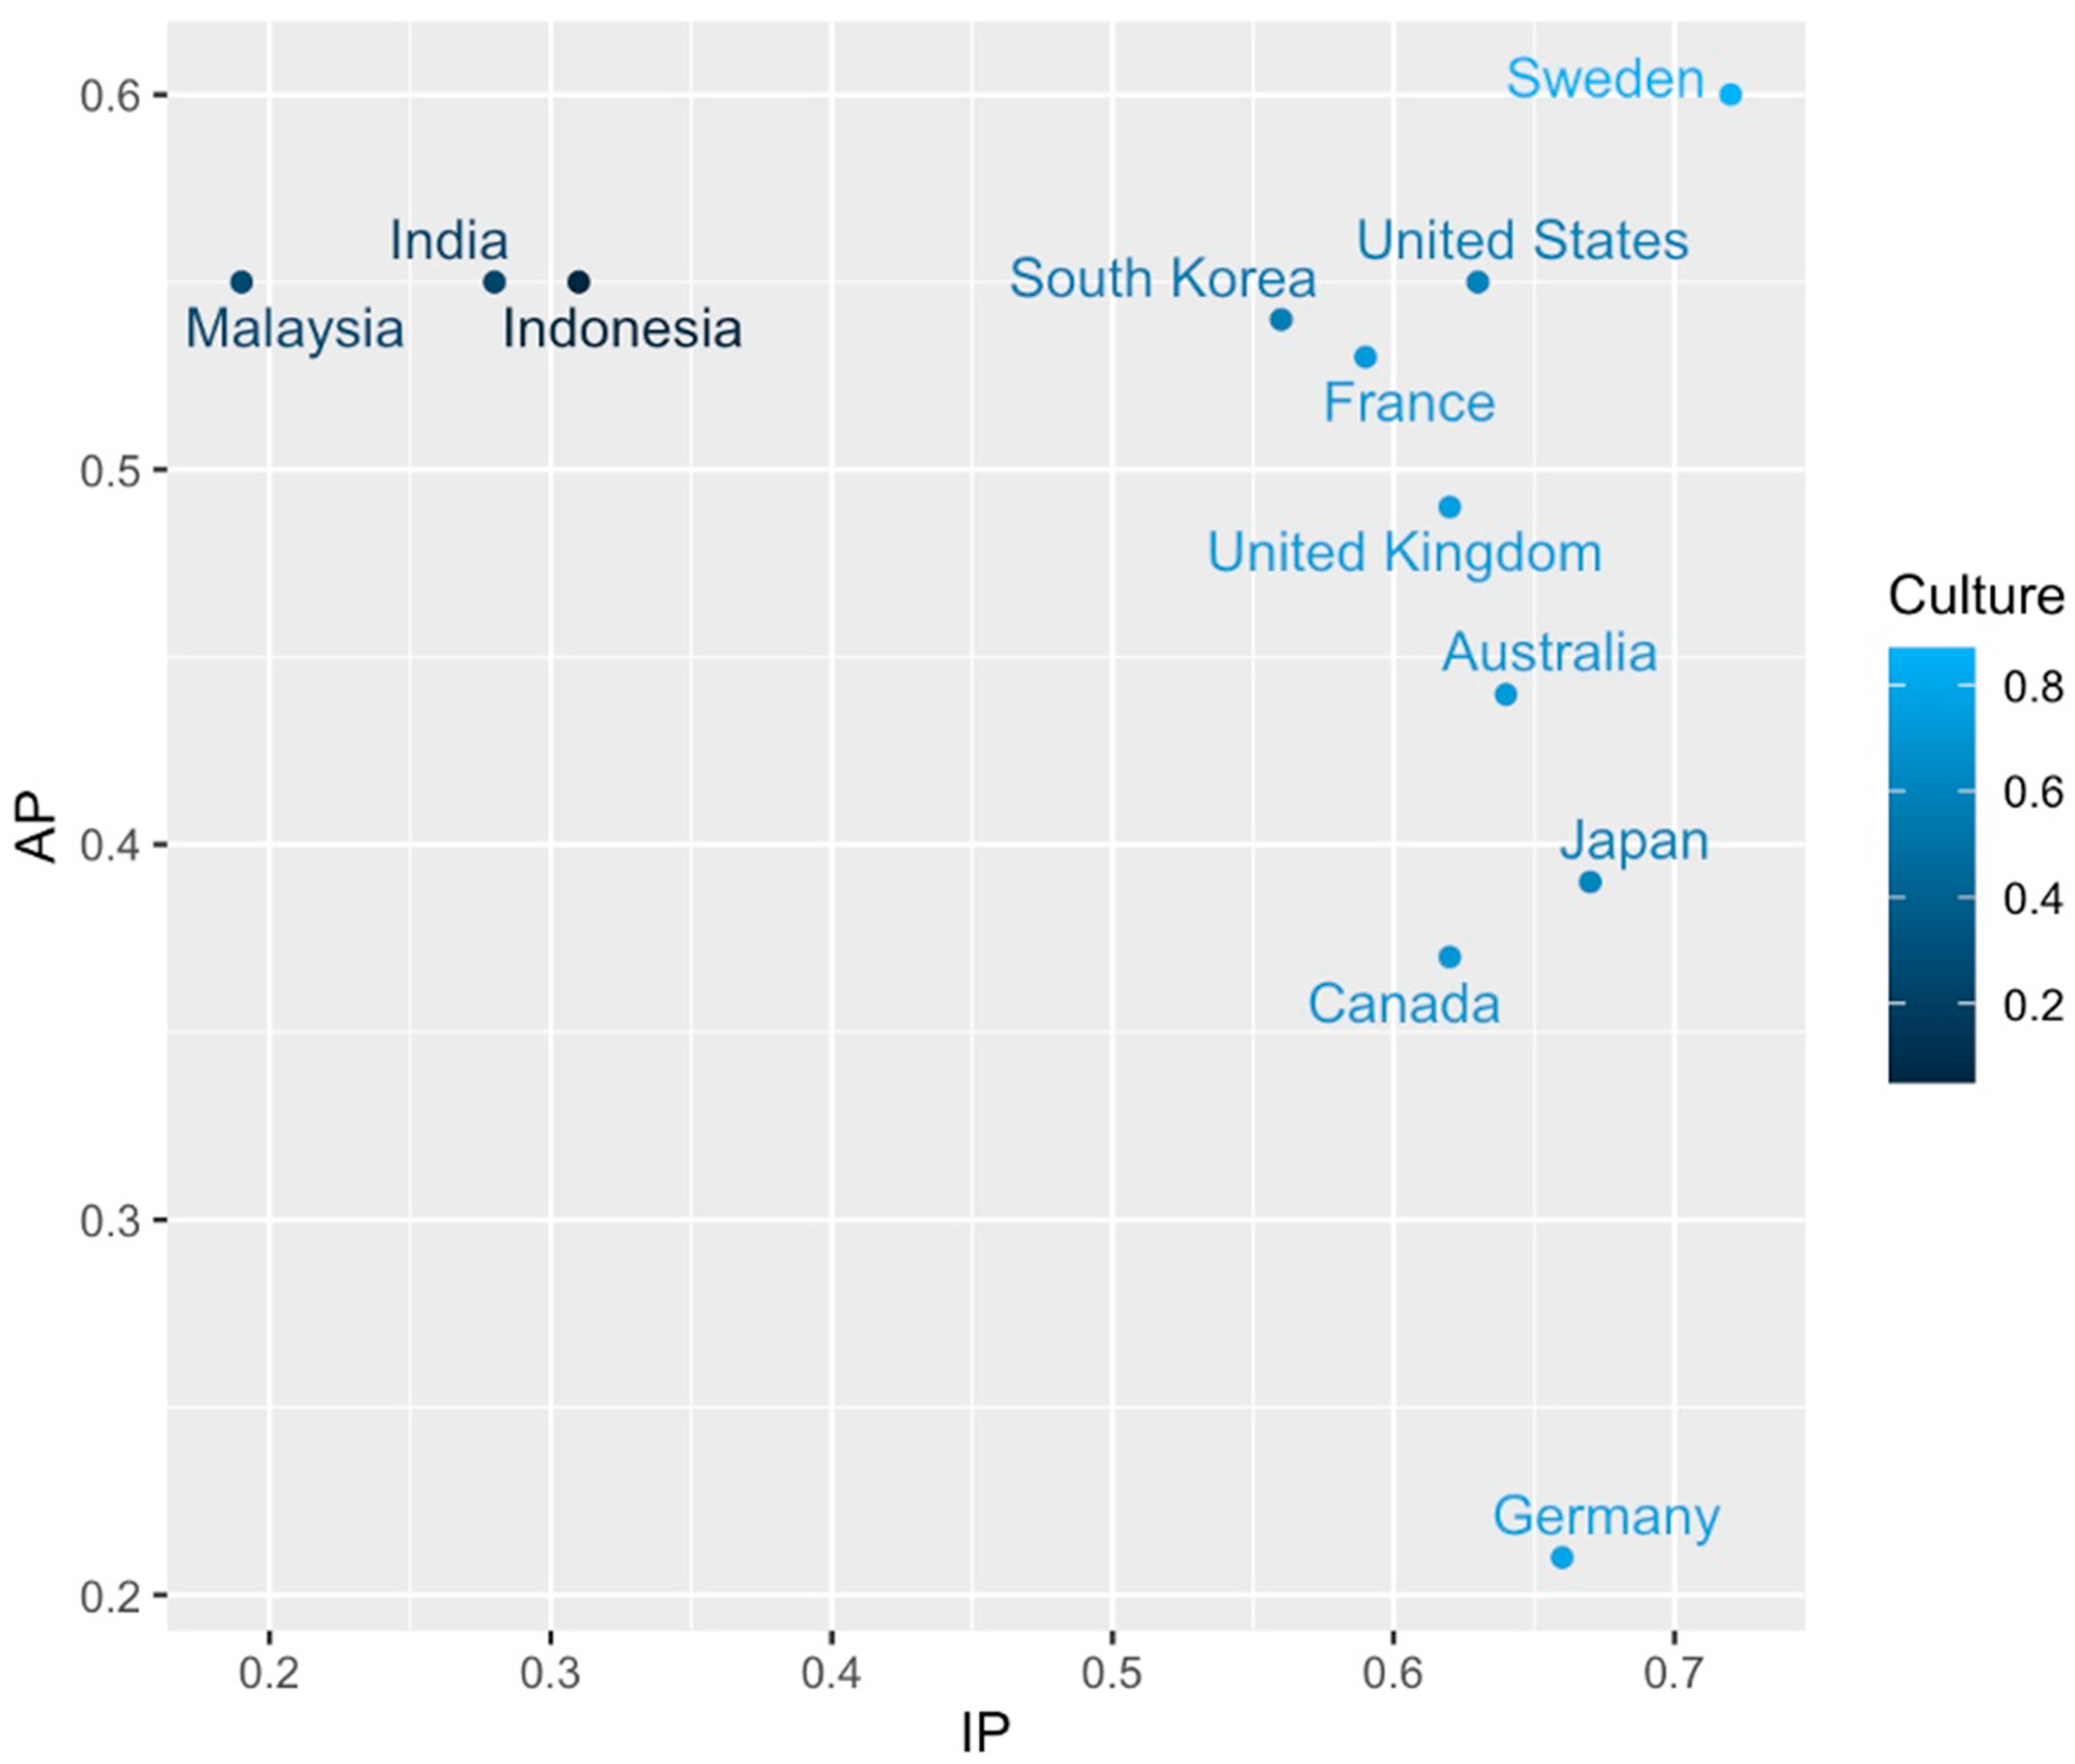 0.6
Sweden
India
United States
South Korea
Malaysia
Indonesia
France
0.5
United Kingdom
Culture
Australia
0.8
0.6
AP
0.4
Japan
0.4
Canada
0.2
0.3
Germany
0.2
0.2
0.3
0.4
0.5
0.6
0.7
IP